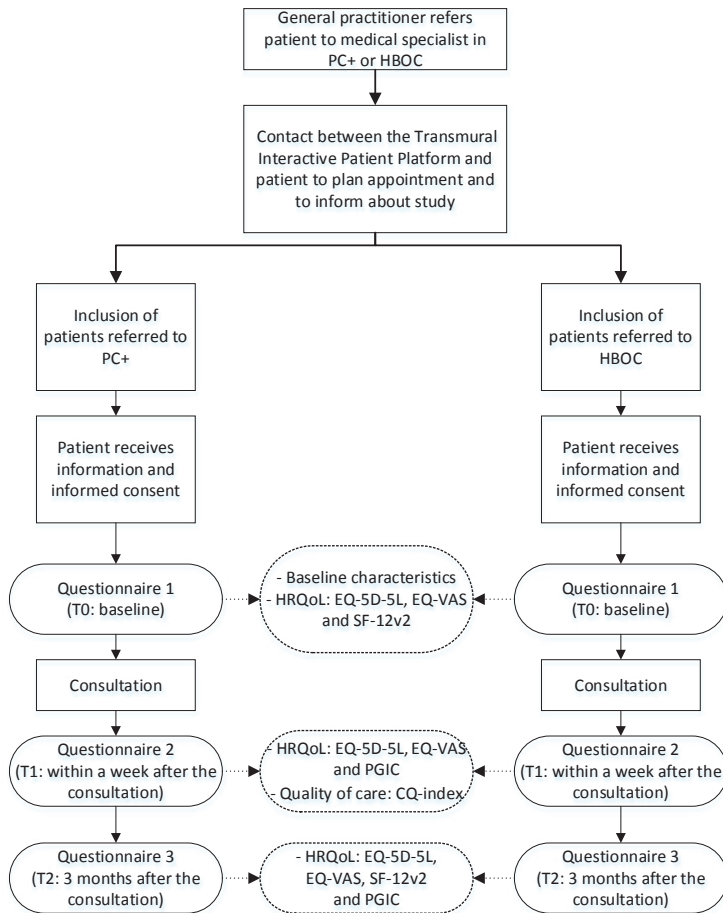 General practitioner refers
patient to medical specialist in
PC+ or HBOC
Contact between the Transmural
Interactive Patient Platform and
patient to plan appointment and
to inform about study
Inclusion of
patients referred to
PC+
Inclusion of
patients referred to
HBOC
Patient receives
information and
informed consent
Patient receives
information and
informed consent
Questionnaire 1
(T0: baseline)
- Baseline characteristics
- HRQoL: EQ-5D-5L, EQ-VAS
and SF-12v2
Questionnaire 1
(T0: baseline)
Consultation
Consultation
Questionnaire 2
(T1: within a week after the
consultation)
- HRQoL: EQ-5D-5L, EQ-VAS
and PGIC
- Quality of care: CQ-index
Questionnaire 2
(T1: within a week after the
consultation)
Questionnaire 3
(T2: 3 months after the
consultation)
- HRQoL: EQ-5D-5L,
EQ-VAS, SF-12v2
and PGIC
Questionnaire 3
(T2: 3 months after the
consultation)